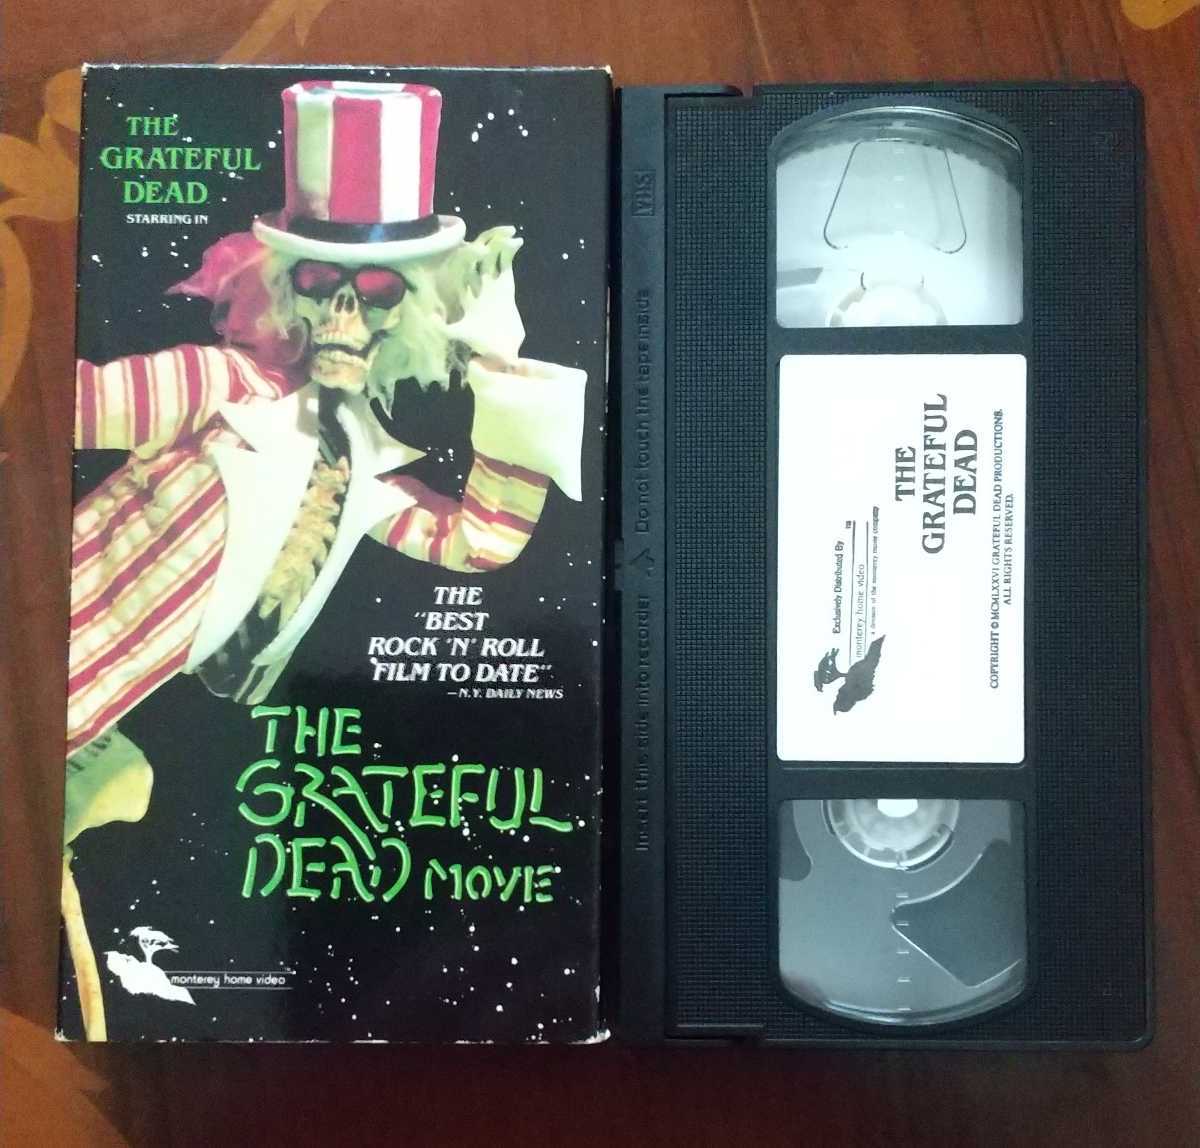 THE
GRATEFUL
DEAD
STARRING IN
THE
"BEST
ROCK 'N' ROLL
FILM TO DATE"
—N.Y. DAILY NEWS
THE
GRATEFUL
DEAD MOVIE
monterey home video
VHS
Insert this side into recorder
Do not touch the tape inside
Exclusively Distributed By
monterey home video
a division of the monterey movie company
THE
GRATEFUL
DEAD
COPYRIGHT © MCMLXXVI GRATEFUL DEAD PRODUCTIONS.
ALL RIGHTS RESERVED.